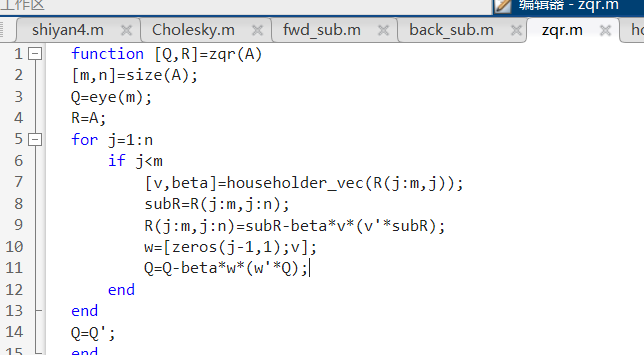 工作区
编辑器 - zqr.m
shiyan4.m Cholesky.m fwd_sub.m back_sub.m zqr.m
1 function [Q,R]=zqr(A)
2 [m,n]=size(A);
3 Q=eye(m);
4 R=A;
5 for j=1:n
6 if j<m
7 [v,beta]=householder_vec(R(j:m,j));
8 subR=R(j:m,j:n);
9 R(j:m,j:n)=subR-beta*v*(v'*subR);
10 w=[zeros(j-1,1);v];
11 Q=Q-beta*w*(w'*Q);
12 end
13 end
14 Q=Q';
15 end